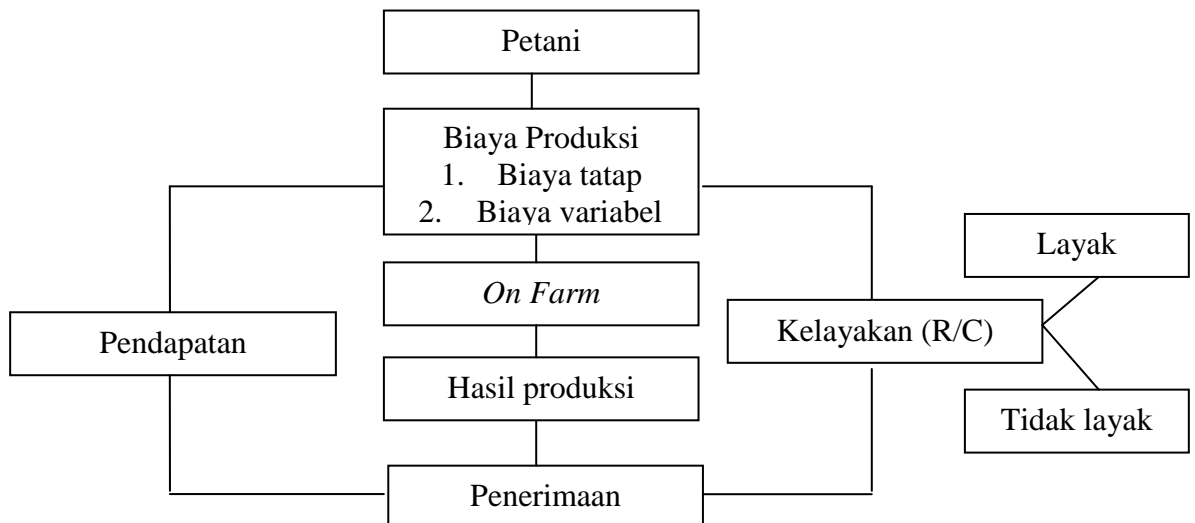 Petani
Biaya Produksi
1. Biaya tatap
2. Biaya variabel
On Farm
Layak
Kelayakan (R/C)
Pendapatan
Hasil produksi
Tidak layak
Penerimaan